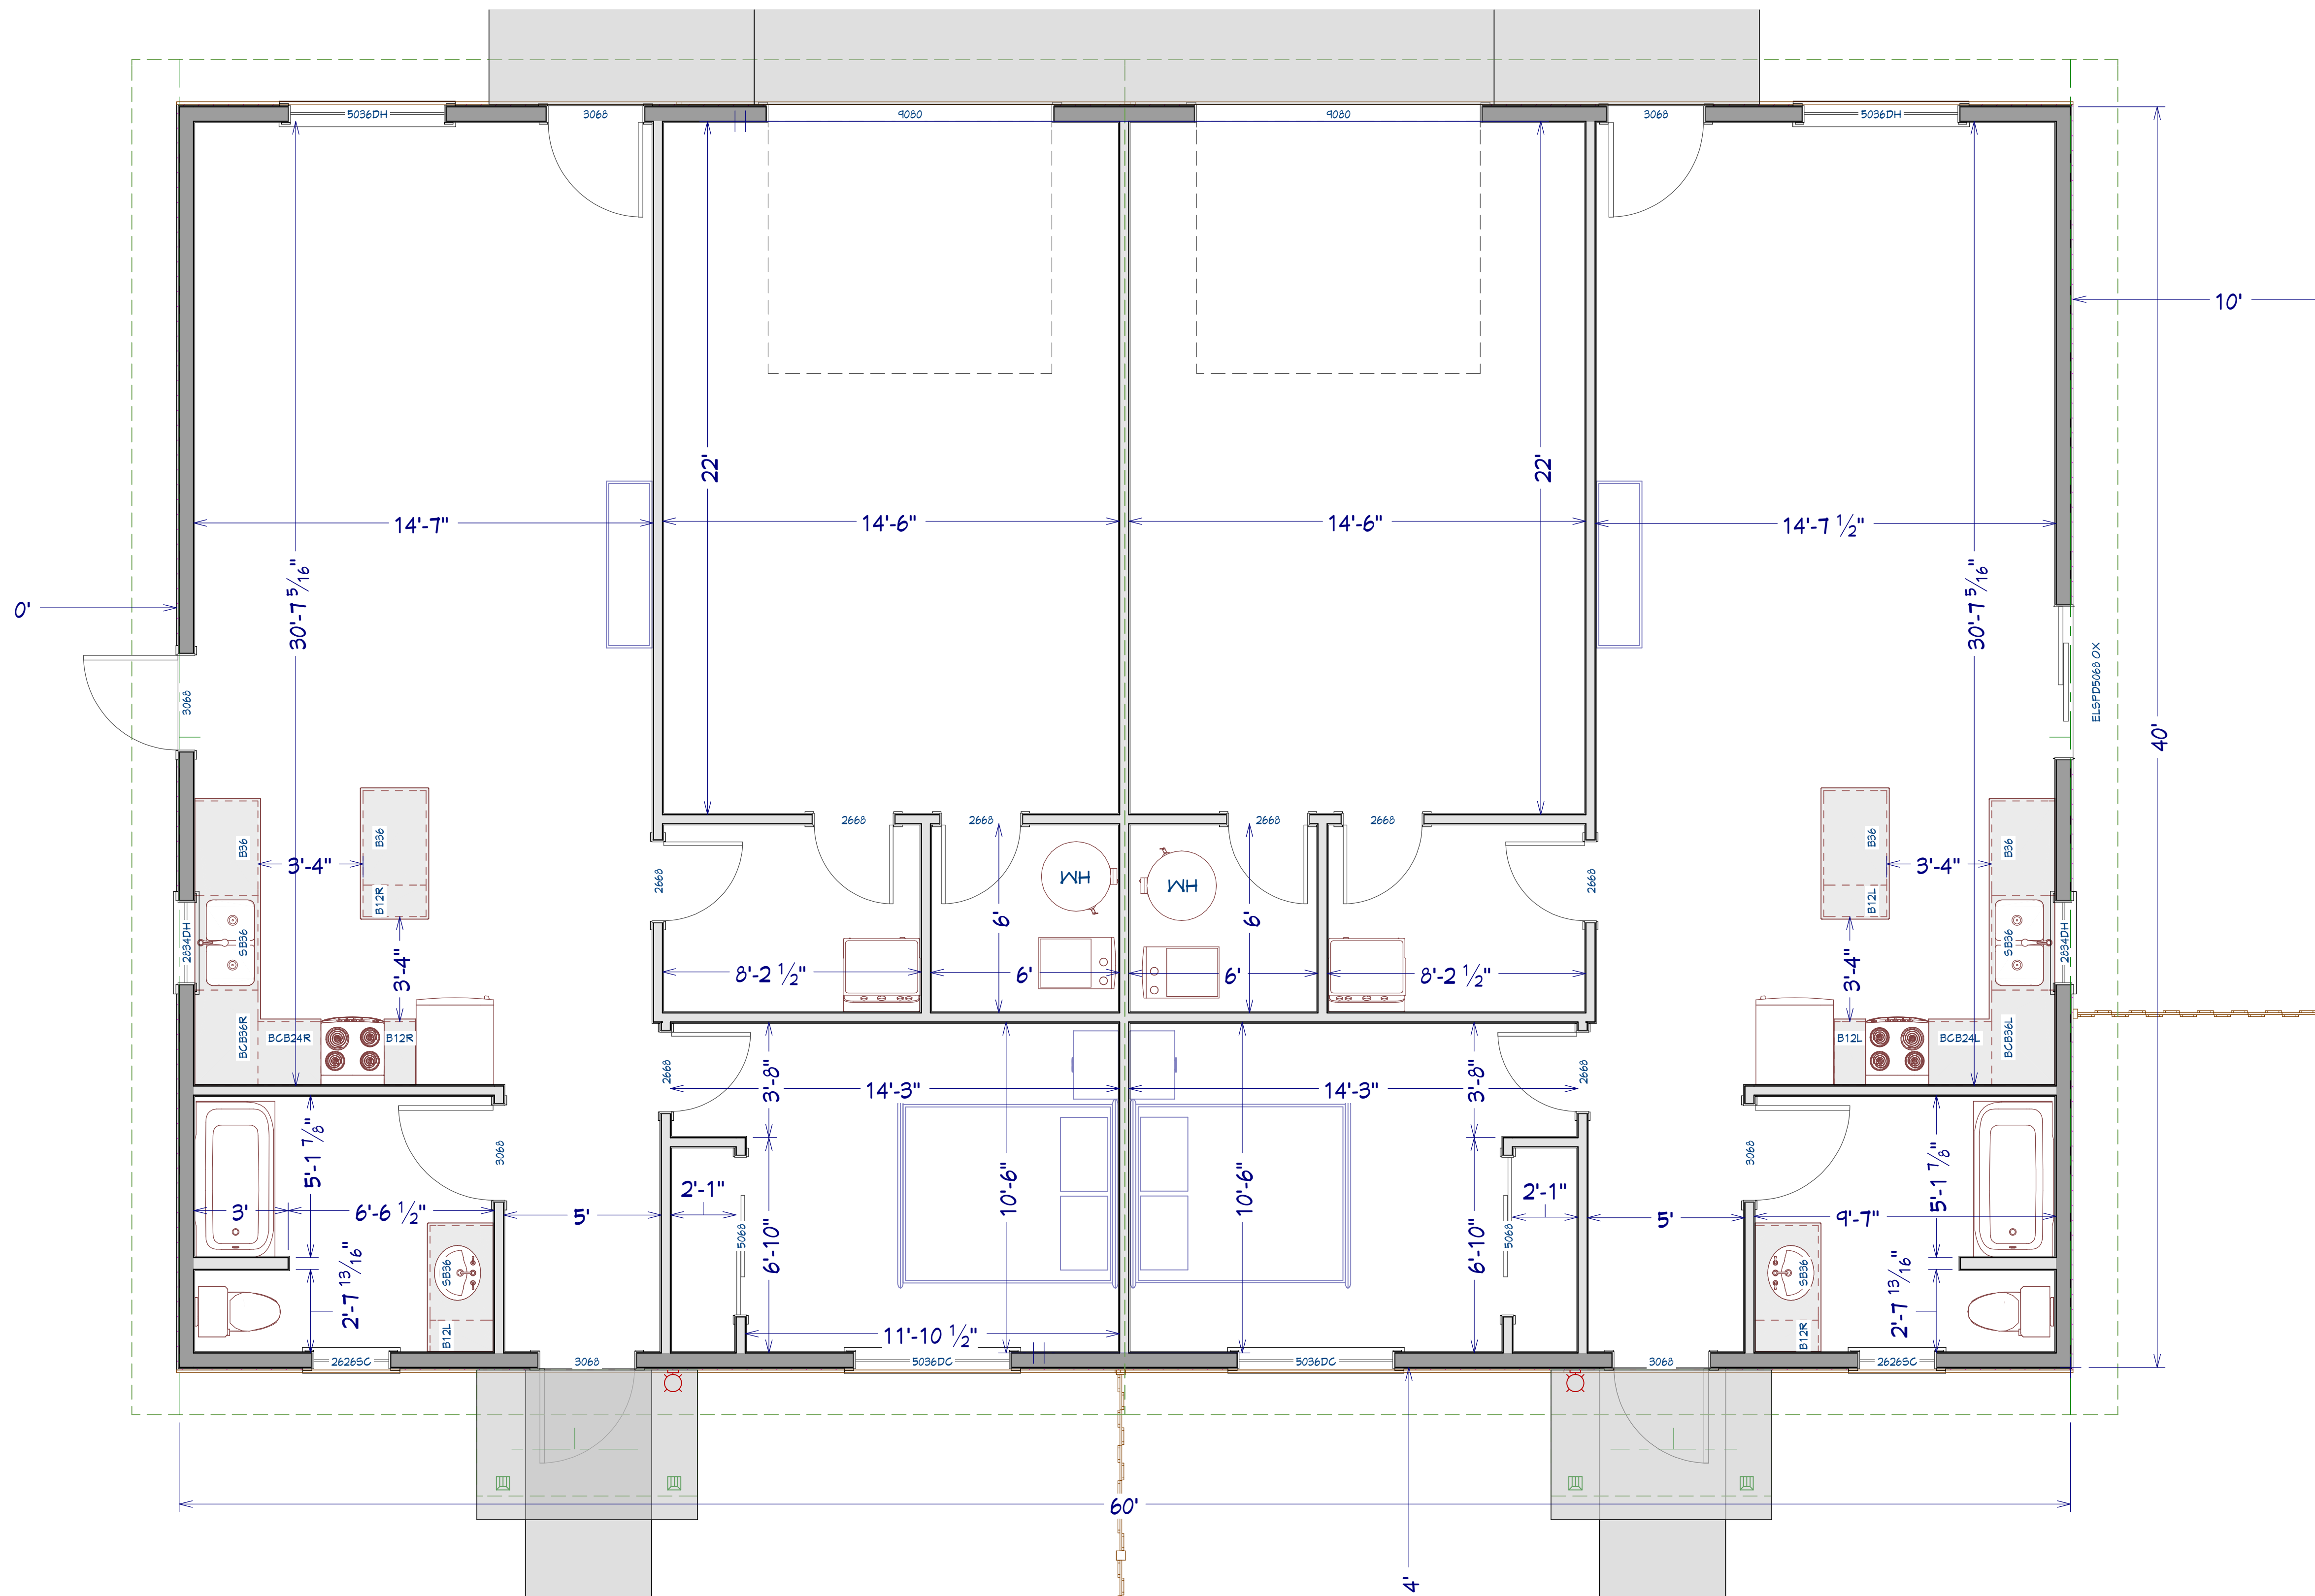 5036DH
3068
9080
9080
3068
5036DH
10'
22'
22'
14'-7"
14'-6"
14'-6"
14'-7 1/2"
30'-7 5/16"
30'-7 5/16"
0'
3068
ELSPD5068 OX
40'
2668
2668
2668
2668
B36
B36
3'-4"
B12R
2668
HM
HM
2668
B36
B12L
3'-4"
B36
6'
6'
2834DH
SB36
3'-4"
8'-2 1/2"
6'
6'
8'-2 1/2"
3'-4"
SB36
2834DH
BCB36R
BCB24R
B12R
B12L
BCB24L
BCB36L
2668
3'-8"
14'-3"
14'-3"
3'-8"
2668
5'-1 7/8"
3068
3068
5'-1 7/8"
3'
6'-6 1/2"
5'
2'-1"
10'-6"
10'-6"
2'-1"
5'
9'-7"
5068
6'-10"
6'-10"
5068
2'-7 13/16"
SB36
SB36
2'-7 13/16"
B12L
11'-10 1/2"
B12R
2626SC
3068
5036DC
5036DC
3068
2626SC
60'
4'